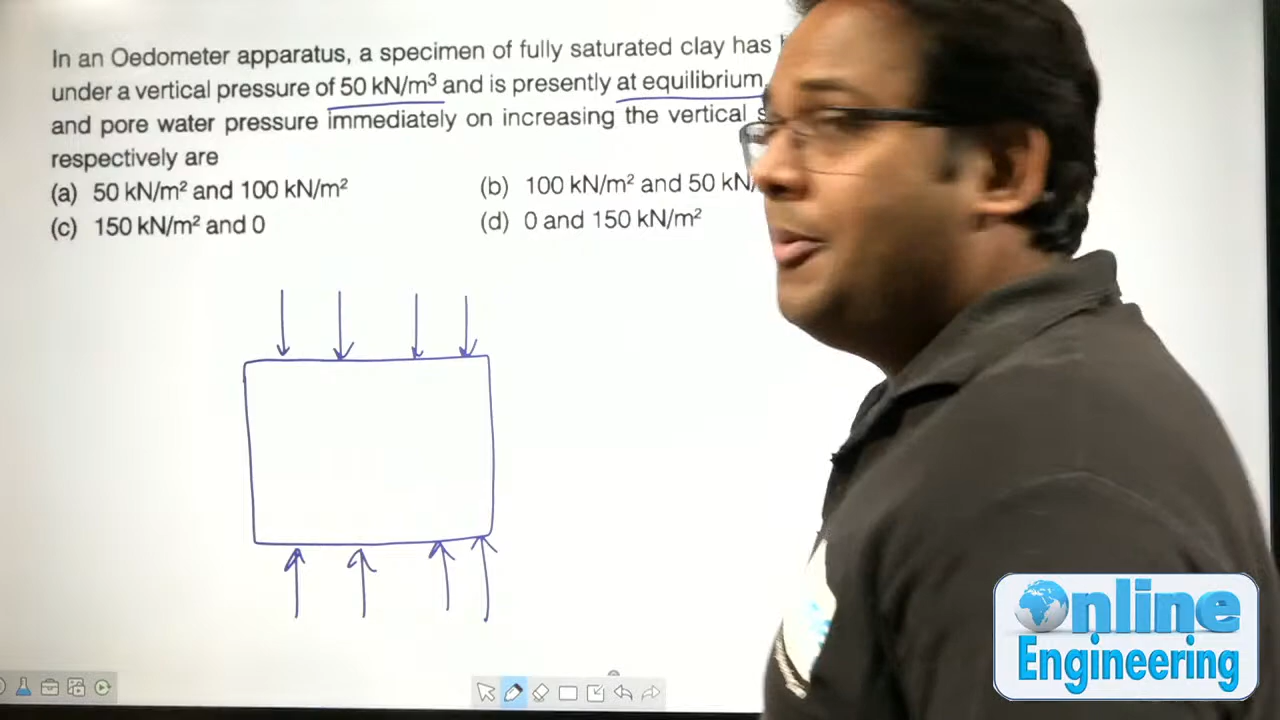 In an Oedometer apparatus, a specimen of fully saturated clay has
under a vertical pressure of 50 kN/m³ and is presently at equilibrium.
and pore water pressure immediately on increasing the vertical
respectively are
(a) 50 kN/m² and 100 kN/m²
(b) 100 kN/m² and 50 kN/
(c) 150 kN/m² and 0
(d) 0 and 150 kN/m²
Online
Engineering